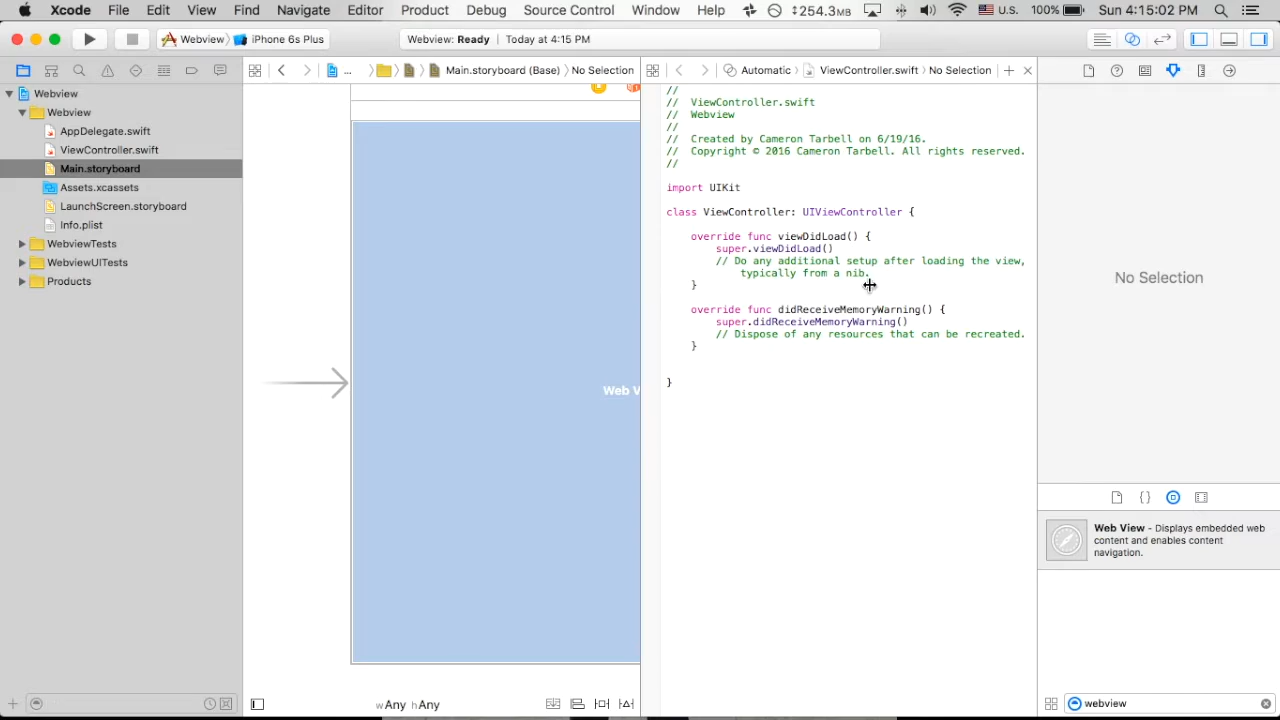 Xcode File Edit View Find Navigate Editor Product Debug Source Control Window Help 254.3MB U.S. 100% Sun 4:15:02 PM
Webview iPhone 6s Plus Webview: Ready Today at 4:15 PM
... Main.storyboard (Base) No Selection Automatic ViewController.swift No Selection
Webview
Webview
AppDelegate.swift
ViewController.swift
Main.storyboard
Assets.xcassets
LaunchScreen.storyboard
Info.plist
WebviewTests
WebviewUITests
Products
Web V
w Any h Any
//
// ViewController.swift
// Webview
//
// Created by Cameron Tarbell on 6/19/16.
// Copyright © 2016 Cameron Tarbell. All rights reserved.
//
import UIKit
class ViewController: UIViewController {
override func viewDidLoad() {
super.viewDidLoad()
// Do any additional setup after loading the view,
typically from a nib.
}
override func didReceiveMemoryWarning() {
super.didReceiveMemoryWarning()
// Dispose of any resources that can be recreated.
}
}
No Selection
{}
Web View - Displays embedded web
content and enables content
navigation.
webview